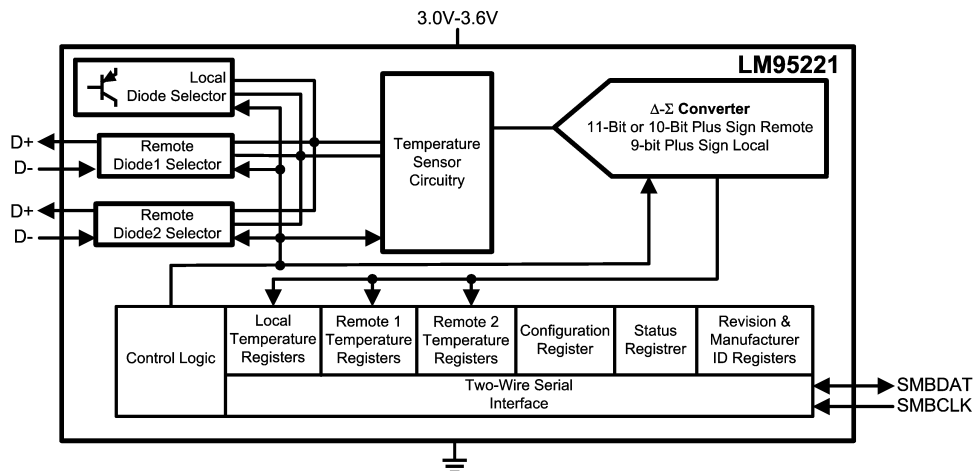 3.0V-3.6V
LM95221
Local
Diode Selector
D+
D-
Remote
Diode1 Selector
D+
D-
Remote
Diode2 Selector
Temperature
Sensor
Circuitry
Δ-Σ Converter
11-Bit or 10-Bit Plus Sign Remote
9-bit Plus Sign Local
Control Logic
Local
Temperature
Registers
Remote 1
Temperature
Registers
Remote 2
Temperature
Registers
Configuration
Register
Status
Registrer
Revision &
Manufacturer
ID Registers
Two-Wire Serial
Interface
SMBDAT
SMBCLK